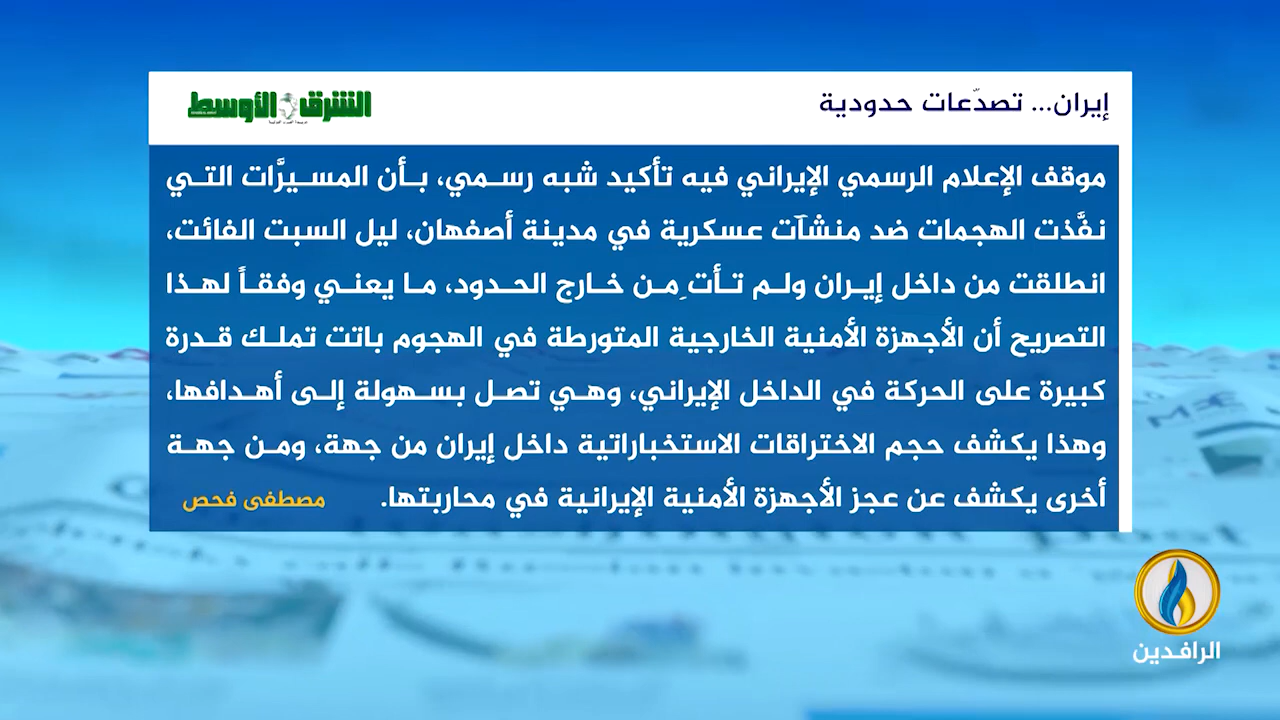 إيران... تصدّعات حدودية
الشرق الأوسط
موقف الإعلام الرسمي الإيراني فيه تأكيد شبه رسمي، بأن المسيرَّات التي
نفَّذت الهجمات ضد منشآت عسكرية في مدينة أصفهان، ليل السبت الفائت،
انطلقت من داخل إيران ولم تأتِ من خارج الحدود، ما يعني وفقاً لهذا
التصريح أن الأجهزة الأمنية الخارجية المتورطة في الهجوم باتت تملك قدرة
كبيرة على الحركة في الداخل الإيراني، وهي تصل بسهولة إلى أهدافها،
وهذا يكشف حجم الاختراقات الاستخباراتية داخل إيران من جهة، ومن جهة
أخرى يكشف عن عجز الأجهزة الأمنية الإيرانية في محاربتها.
مصطفى فحص
الرافدين